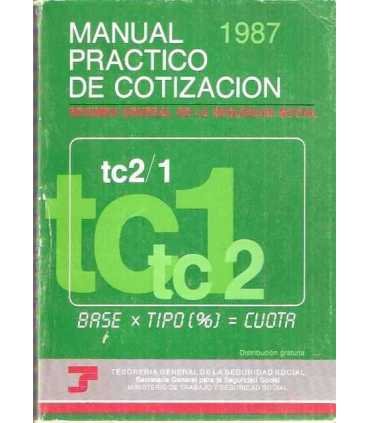 MANUAL 1987
PRACTICO
DE COTIZACION
REGIMEN GENERAL DE LA SEGURIDAD SOCIAL
tc2/1
tc1
tc2
BASE × TIPO (%) = CUOTA
Distribución gratuita
TESORERIA GENERAL DE LA SEGURIDAD SOCIAL
Secretaría General para la Seguridad Social
MINISTERIO DE TRABAJO Y SEGURIDAD SOCIAL